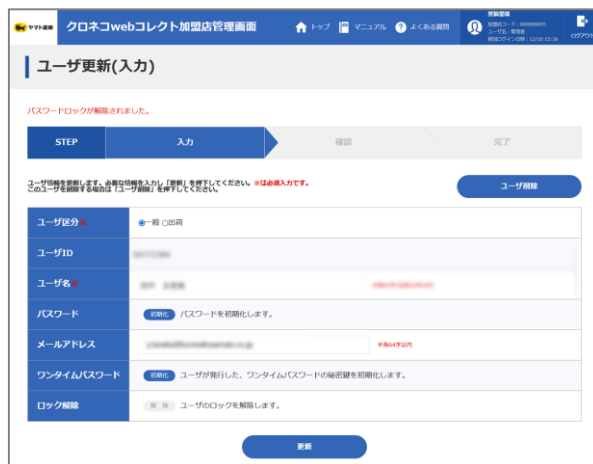 ヤマト運輸
クロネコwebコレクト加盟店管理画面
トップ
マニュアル
よくある質問
ログアウト
ユーザ更新(入力)
パスワードロックが解除されました。
STEP 入力 確認 完了
ユーザ情報を更新します。必要な情報を入力し「更新」を押下してください。※は必須入力です。
このユーザを削除する場合は「ユーザ削除」を押下してください。
ユーザ削除
ユーザ区分※ 一般 出荷
ユーザID
ユーザ名※
パスワード 初期化 パスワードを初期化します。
メールアドレス 半角64字以内
ワンタイムパスワード 初期化 ユーザが発行した、ワンタイムパスワードの秘密鍵を初期化します。
ロック解除 解 除 ユーザのロックを解除します。
更新